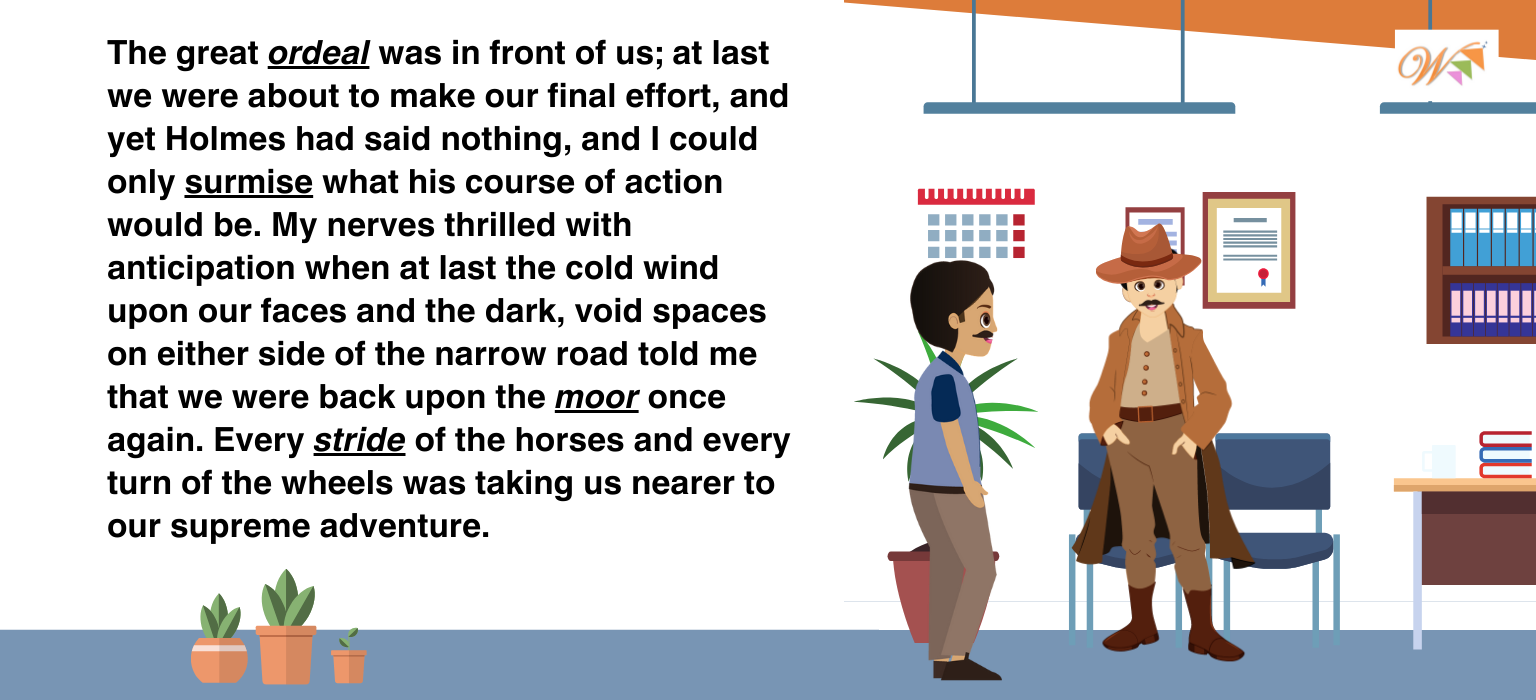 The great ordeal was in front of us; at last
we were about to make our final effort, and
yet Holmes had said nothing, and I could
only surmise what his course of action
would be. My nerves thrilled with
anticipation when at last the cold wind
upon our faces and the dark, void spaces
on either side of the narrow road told me
that we were back upon the moor once
again. Every stride of the horses and every
turn of the wheels was taking us nearer to
our supreme adventure.
W